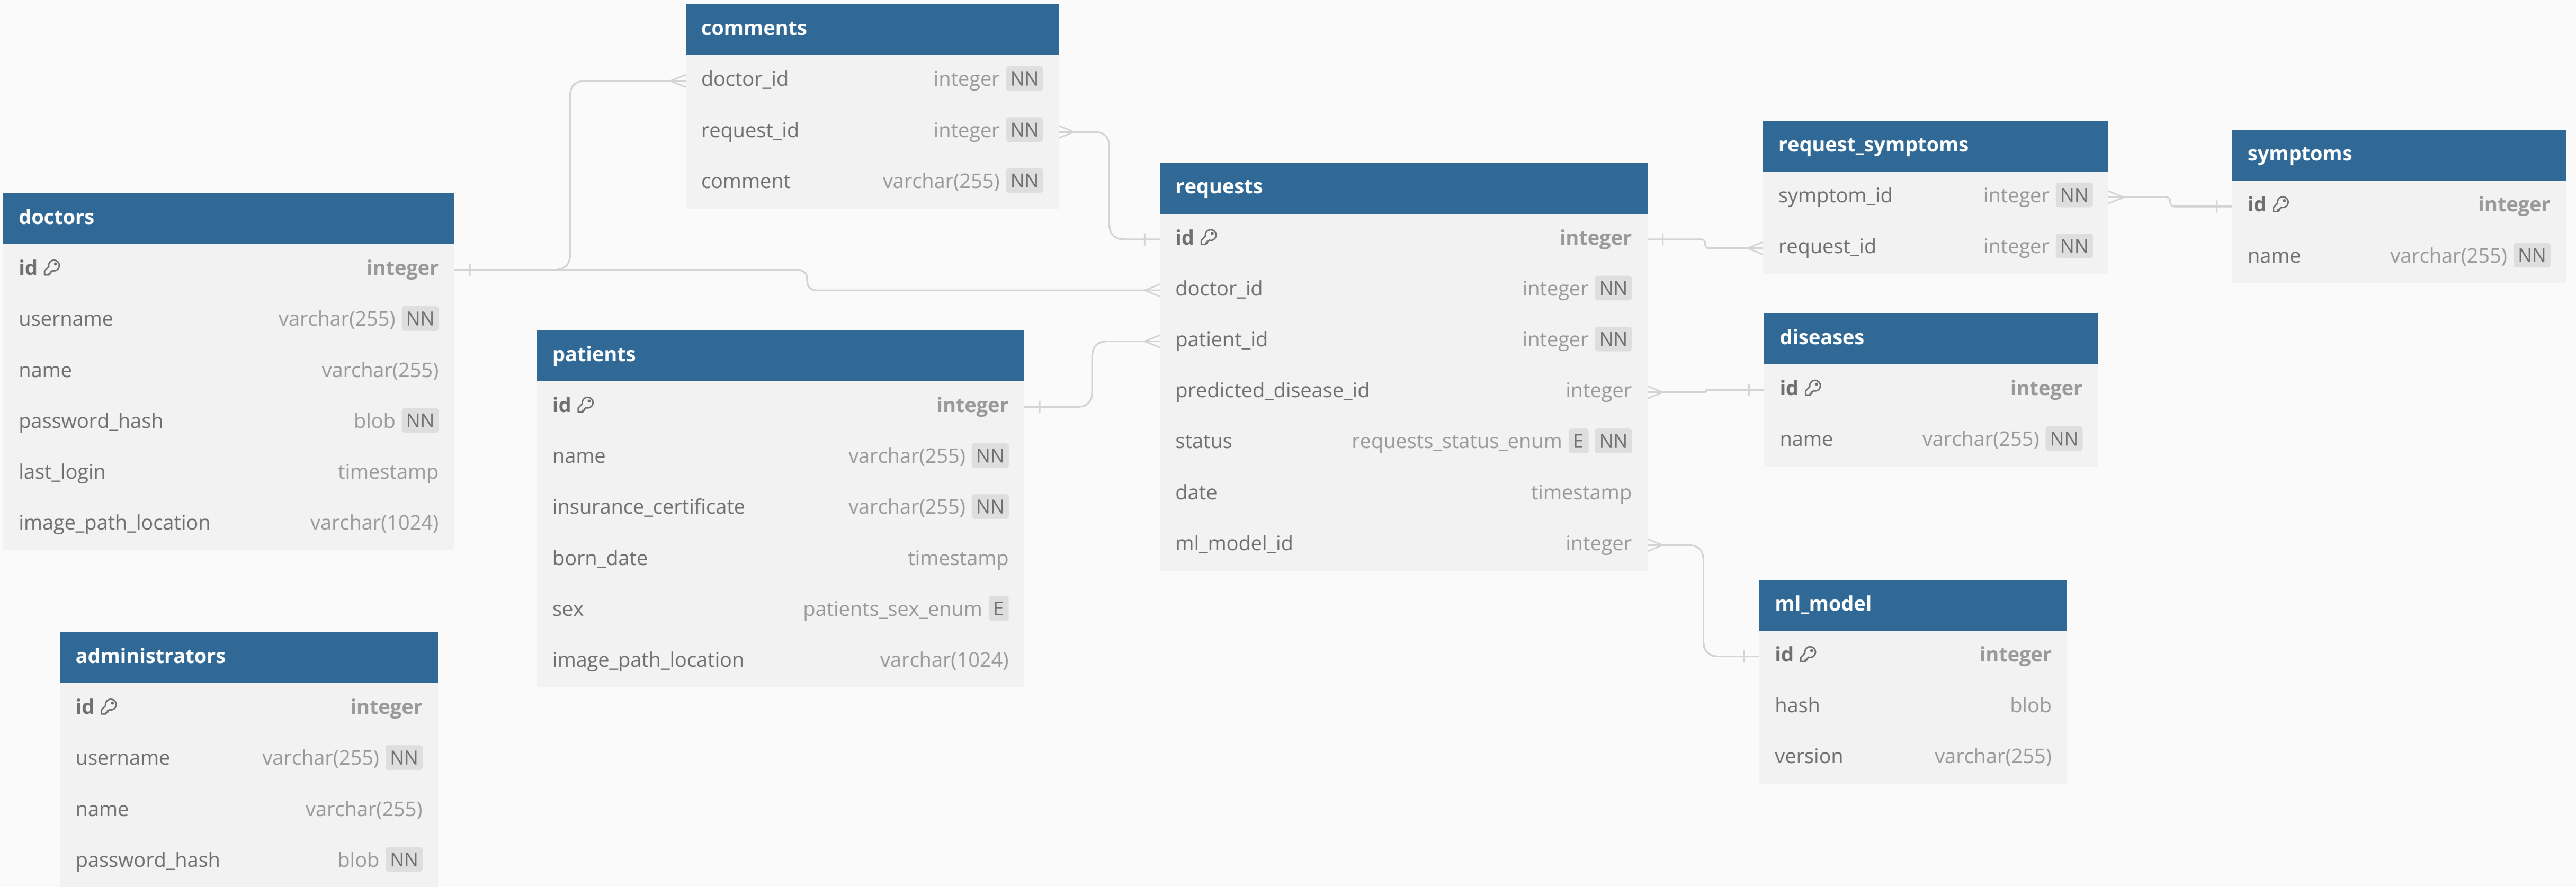 comments
doctor_id integer NN
request_id integer NN
comment varchar(255) NN
doctors
id integer
username varchar(255) NN
name varchar(255)
password_hash blob NN
last_login timestamp
image_path_location varchar(1024)
administrators
id integer
username varchar(255) NN
name varchar(255)
password_hash blob NN
patients
id integer
name varchar(255) NN
insurance_certificate varchar(255) NN
born_date timestamp
sex patients_sex_enum E
image_path_location varchar(1024)
requests
id integer
doctor_id integer NN
patient_id integer NN
predicted_disease_id integer
status requests_status_enum E NN
date timestamp
ml_model_id integer
request_symptoms
symptom_id integer NN
request_id integer NN
symptoms
id integer
name varchar(255) NN
diseases
id integer
name varchar(255) NN
ml_model
id integer
hash blob
version varchar(255)